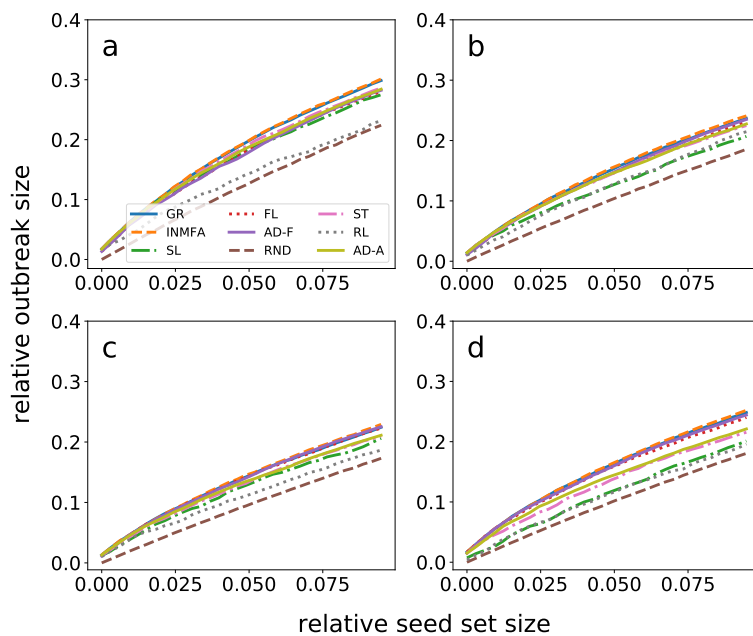 relative outbreak size
a
0.4
0.3
0.2
0.1
0.0
GR FL ST
INMFA AD-F RL
SL RND AD-A
0.000 0.025 0.050 0.075
b
0.4
0.3
0.2
0.1
0.0
0.000 0.025 0.050 0.075
c
0.4
0.3
0.2
0.1
0.0
0.000 0.025 0.050 0.075
d
0.4
0.3
0.2
0.1
0.0
0.000 0.025 0.050 0.075
relative seed set size